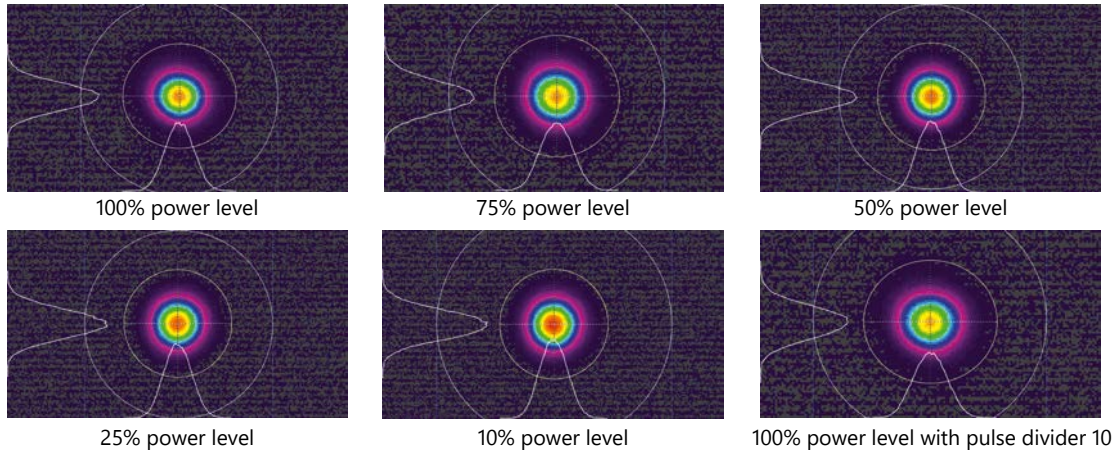 100% power level
75% power level
50% power level
25% power level
10% power level
100% power level with pulse divider 10